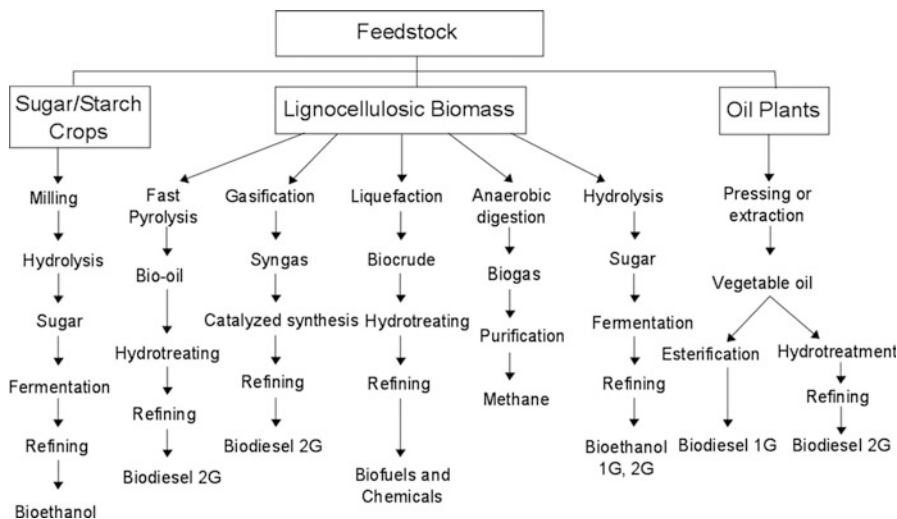 Feedstock
Sugar/Starch
Crops
Lignocellulosic Biomass
Oil Plants
Milling
Hydrolysis
Sugar
Fermentation
Refining
Bioethanol
Fast
Pyrolysis
Bio-oil
Hydrotreating
Refining
Biodiesel 2G
Gasification
Syngas
Catalyzed synthesis
Refining
Biodiesel 2G
Liquefaction
Biocrude
Hydrotreating
Refining
Biofuels and
Chemicals
Anaerobic
digestion
Biogas
Purification
Methane
Hydrolysis
Sugar
Fermentation
Refining
Bioethanol
1G, 2G
Pressing or
extraction
Vegetable oil
Esterification
Biodiesel 1G
Hydrotreatment
Refining
Biodiesel 2G